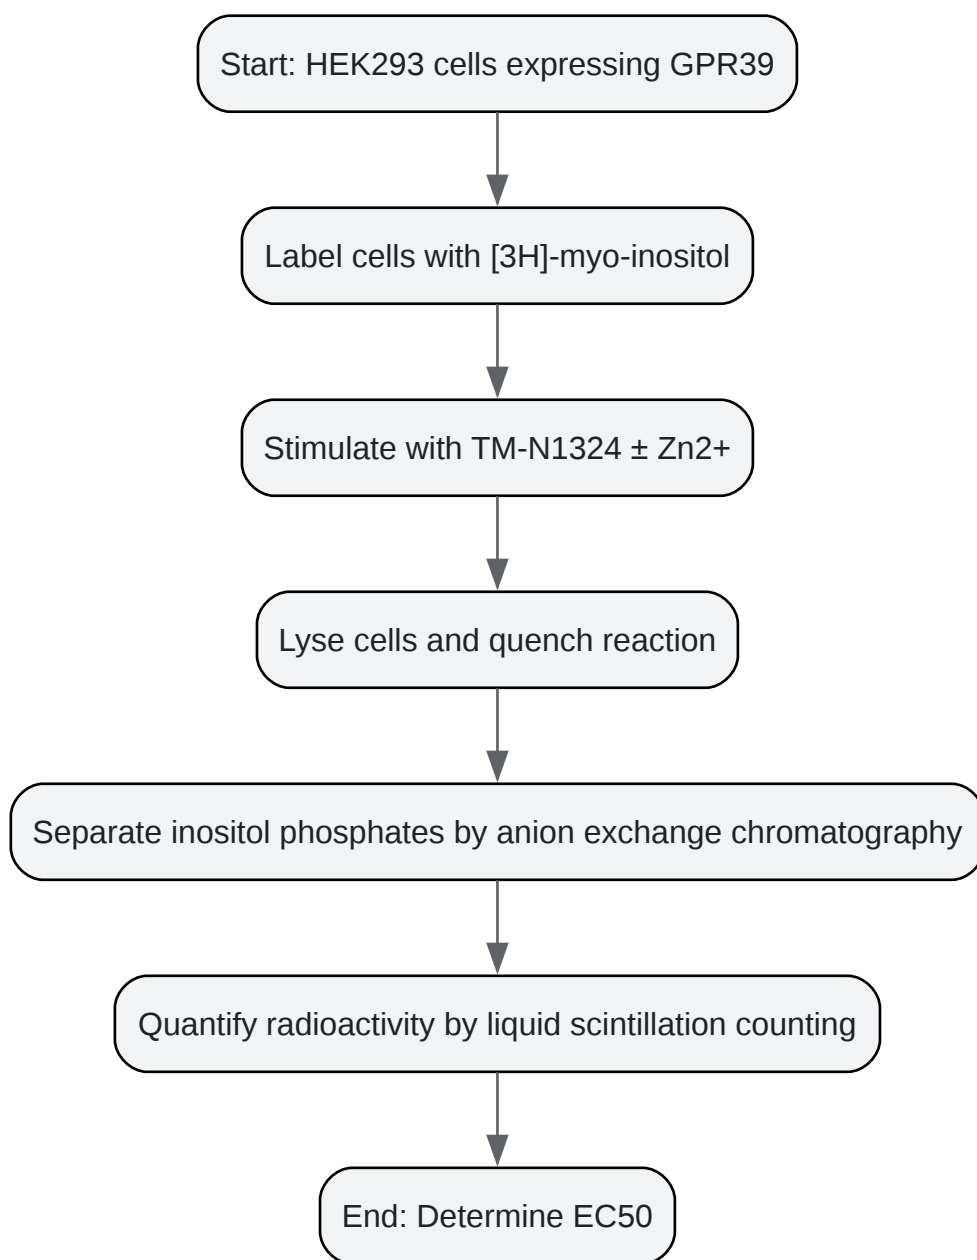 Start: HEK293 cells expressing GPR39
Label cells with [3H]-myo-inositol
Stimulate with TM-N1324 ± Zn2+
Lyse cells and quench reaction
Separate inositol phosphates by anion exchange chromatography
Quantify radioactivity by liquid scintillation counting
End: Determine EC50